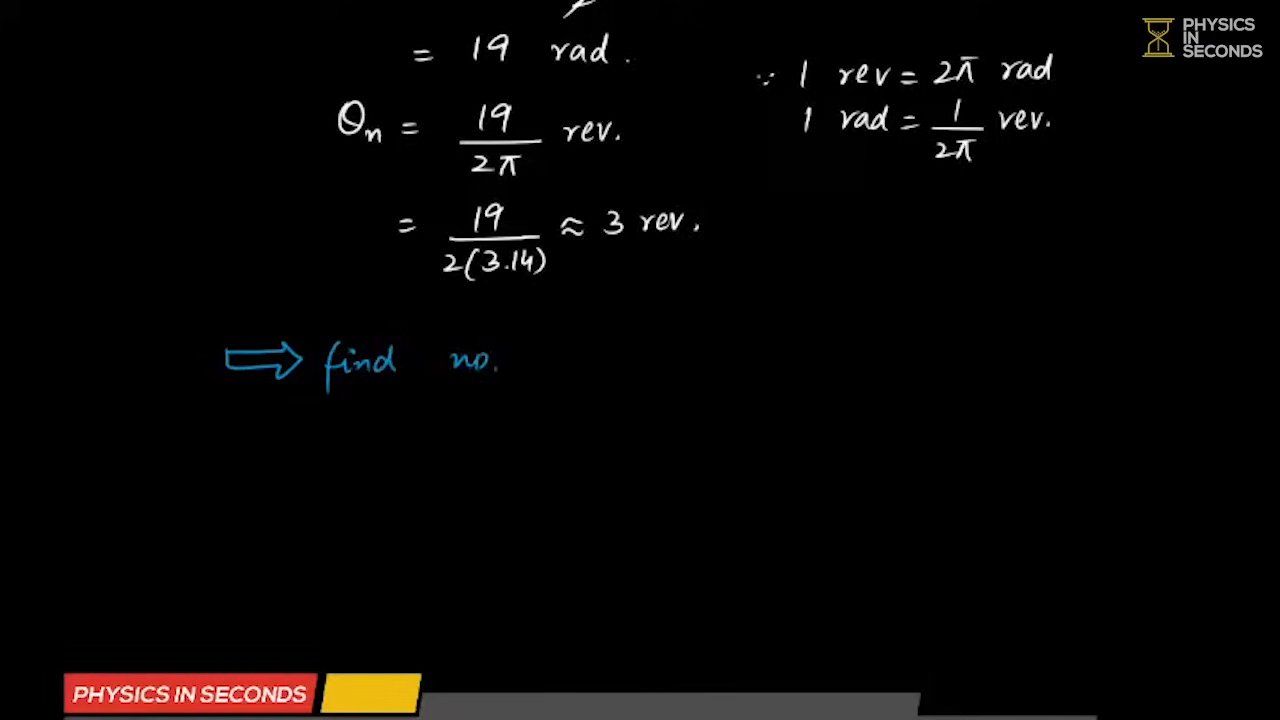 = 19 rad.
∵ 1 rev = 2π rad
θn = 19/2π rev.
1 rad = 1/2π rev.
= 19/2(3.14) ≈ 3 rev.
⇒ find no.
PHYSICS
IN
SECONDS
PHYSICS IN SECONDS